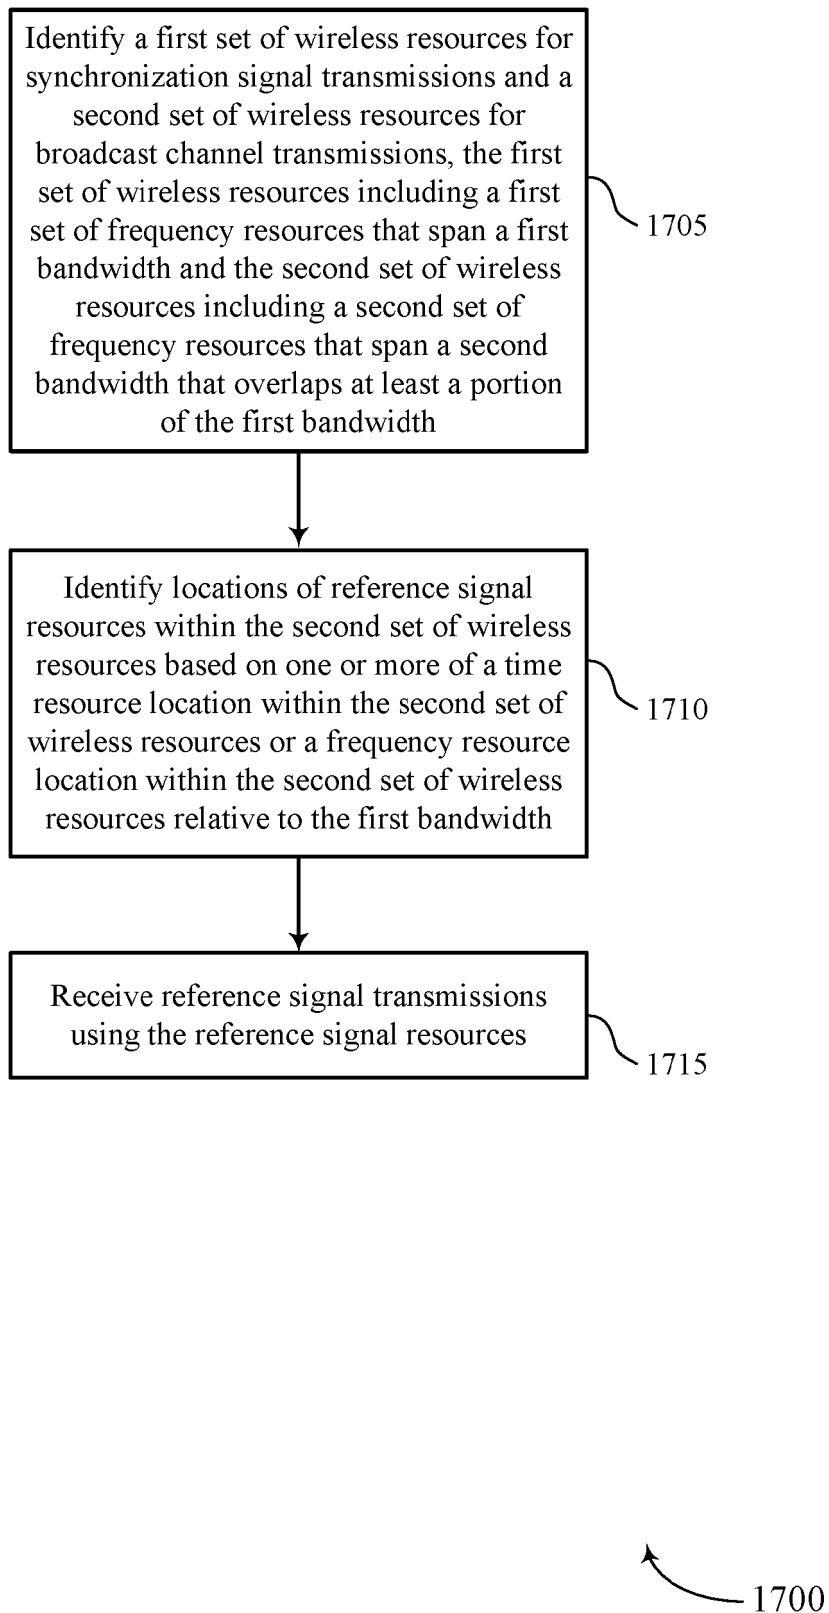 Identify a first set of wireless resources for
synchronization signal transmissions and a
second set of wireless resources for
broadcast channel transmissions, the first
set of wireless resources including a first
set of frequency resources that span a first
bandwidth and the second set of wireless
resources including a second set of
frequency resources that span a second
bandwidth that overlaps at least a portion
of the first bandwidth
1705
Identify locations of reference signal
resources within the second set of wireless
resources based on one or more of a time
resource location within the second set of
wireless resources or a frequency resource
location within the second set of wireless
resources relative to the first bandwidth
1710
Receive reference signal transmissions
using the reference signal resources
1715
1700